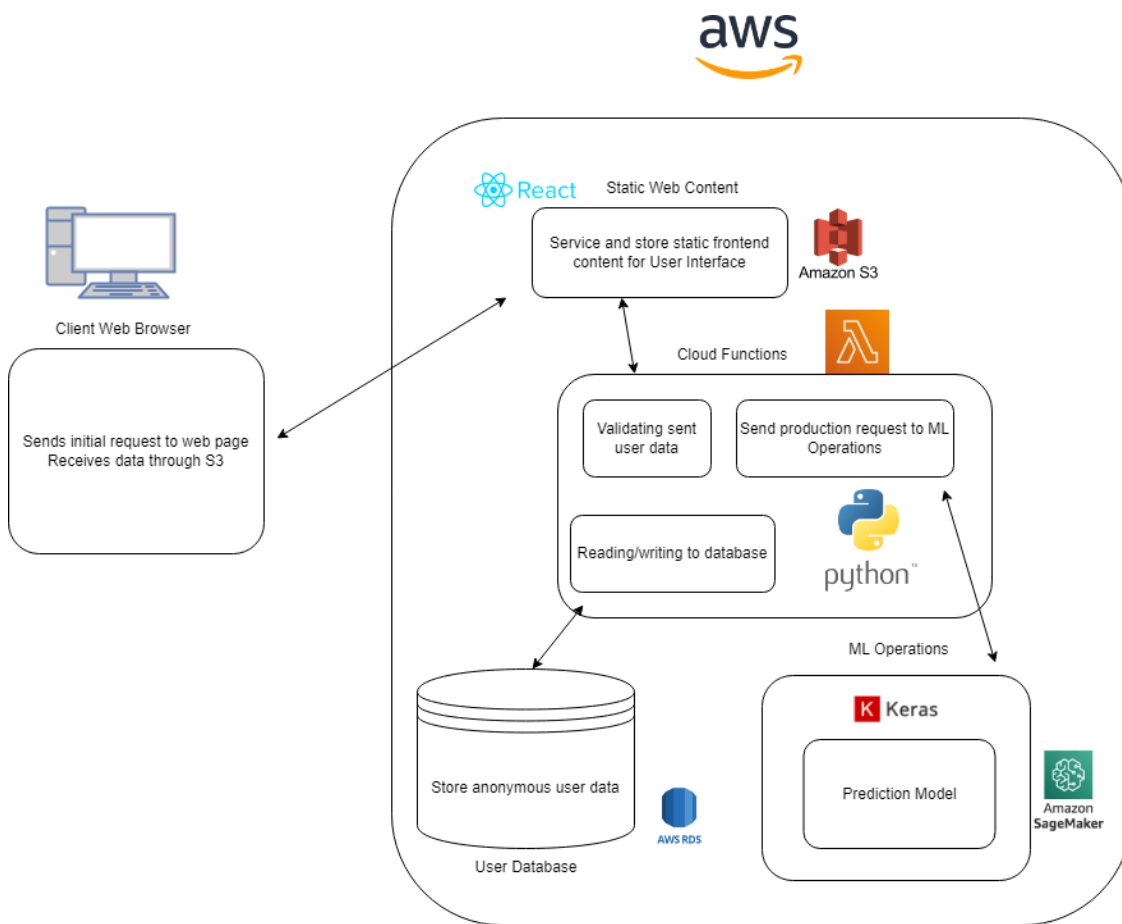 aws
React
Static Web Content
Service and store static frontend
content for User Interface
Amazon S3
Client Web Browser
Sends initial request to web page
Receives data through S3
Cloud Functions
Validating sent
user data
Send production request to ML
Operations
Reading/writing to database
python™
ML Operations
Keras
Prediction Model
Amazon
SageMaker
Store anonymous user data
AWS RDS
User Database